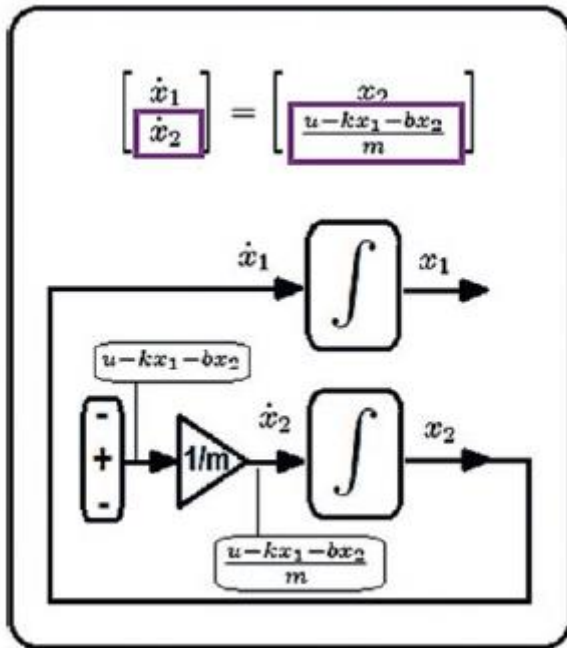 [ ẋ₁ ] = [ x₂ ]
[ ẋ₂ ] [ (u−kx₁−bx₂)/m ]
ẋ₁ ∫ x₁
u−kx₁−bx₂
ẋ₂ ∫ x₂
-
+ 1/m
-
(u−kx₁−bx₂)/m